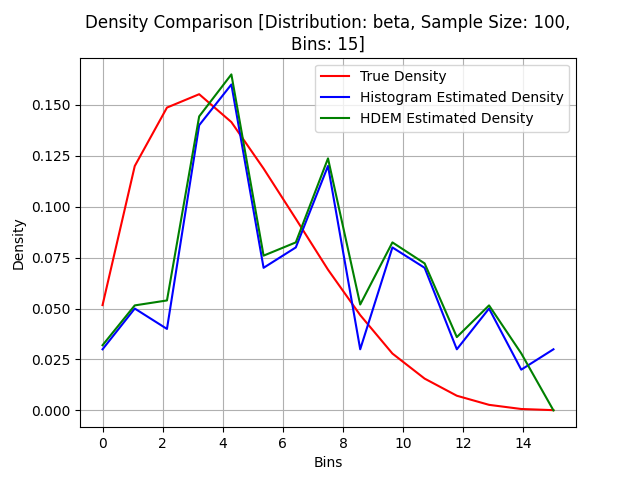 Density Comparison [Distribution: beta, Sample Size: 100,
Bins: 15]
True Density
Histogram Estimated Density
HDEM Estimated Density
Density
0.150
0.125
0.100
0.075
0.050
0.025
0.000
0 2 4 6 8 10 12 14
Bins